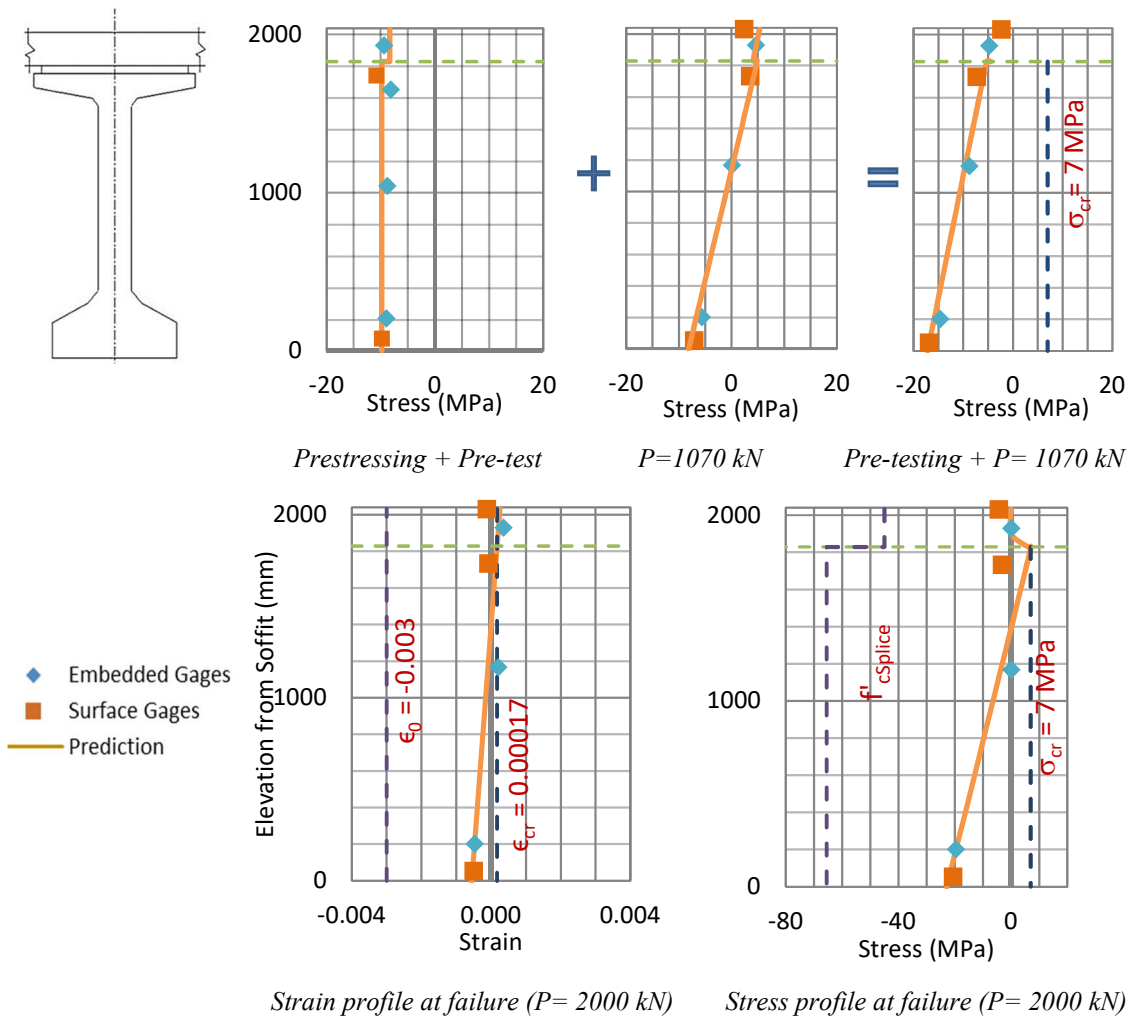 2000
1000
0
-20
0
20
Stress (MPa)
Prestressing + Pre-test
+
-20
0
20
Stress (MPa)
P=1070 kN
=
2000
1000
0
-20
0
20
Stress (MPa)
σcr= 7 MPa
Pre-testing + P= 1070 kN
Embedded Gages
Surface Gages
Prediction
Elevation from Soffit (mm)
2000
1000
0
-0.004
0.000
0.004
Strain
ϵ0 = -0.003
ϵcr = 0.00017
Strain profile at failure (P= 2000 kN)
2000
1000
0
-80
-40
0
Stress (MPa)
f'cSplice
σcr = 7 MPa
Stress profile at failure (P= 2000 kN)